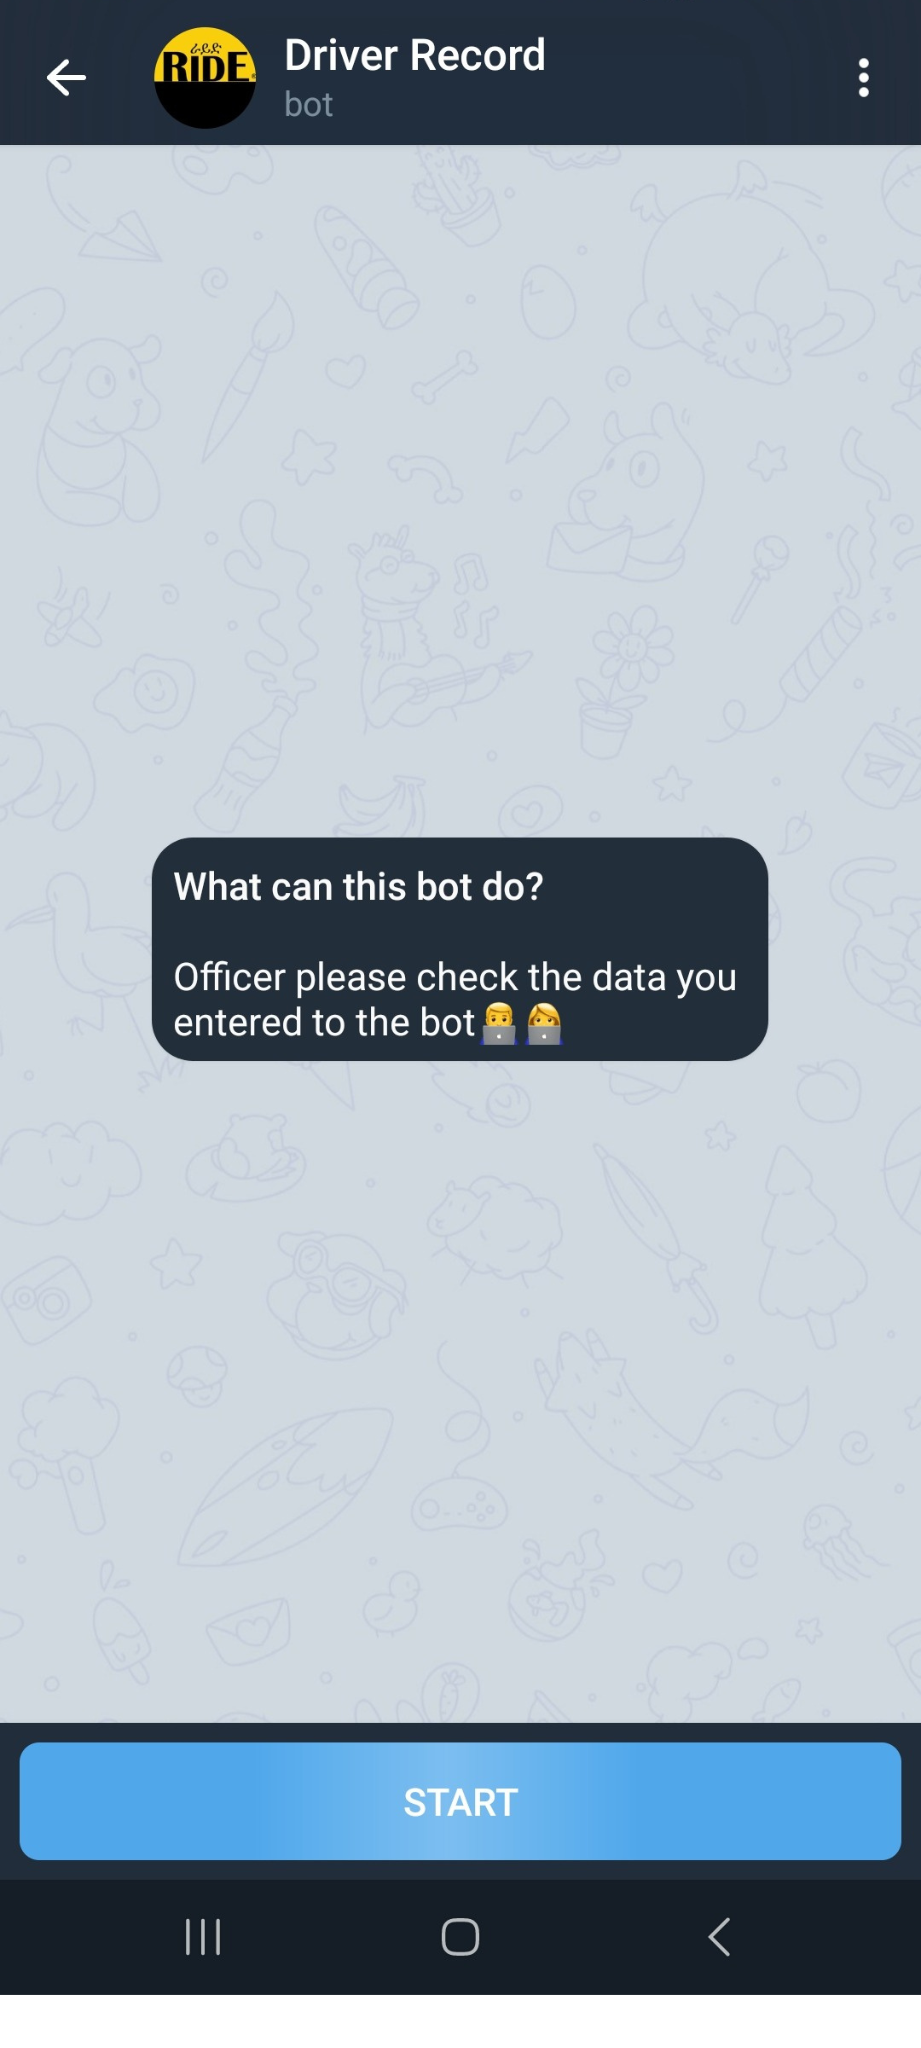 ራይድ
RIDE
Driver Record
bot
What can this bot do?
Officer please check the data you
entered to the bot👨‍💻👩‍💻
START